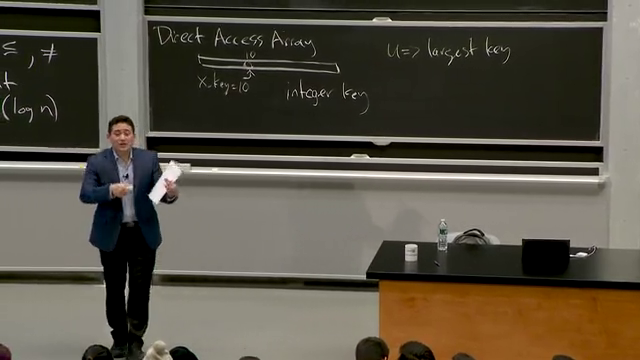 ≤, ≠
(log n)
Direct Access Array
10
x.key=10
integer key
u => largest key